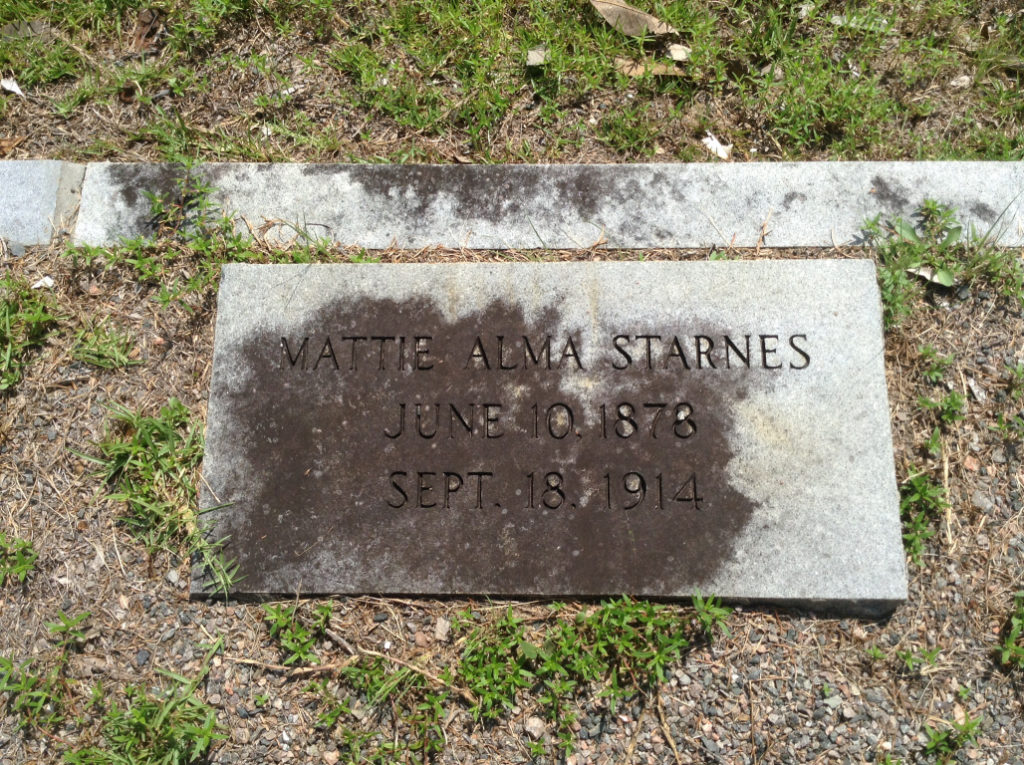 MATTIE ALMA STARNES
JUNE 10, 1878
SEPT. 18, 1914